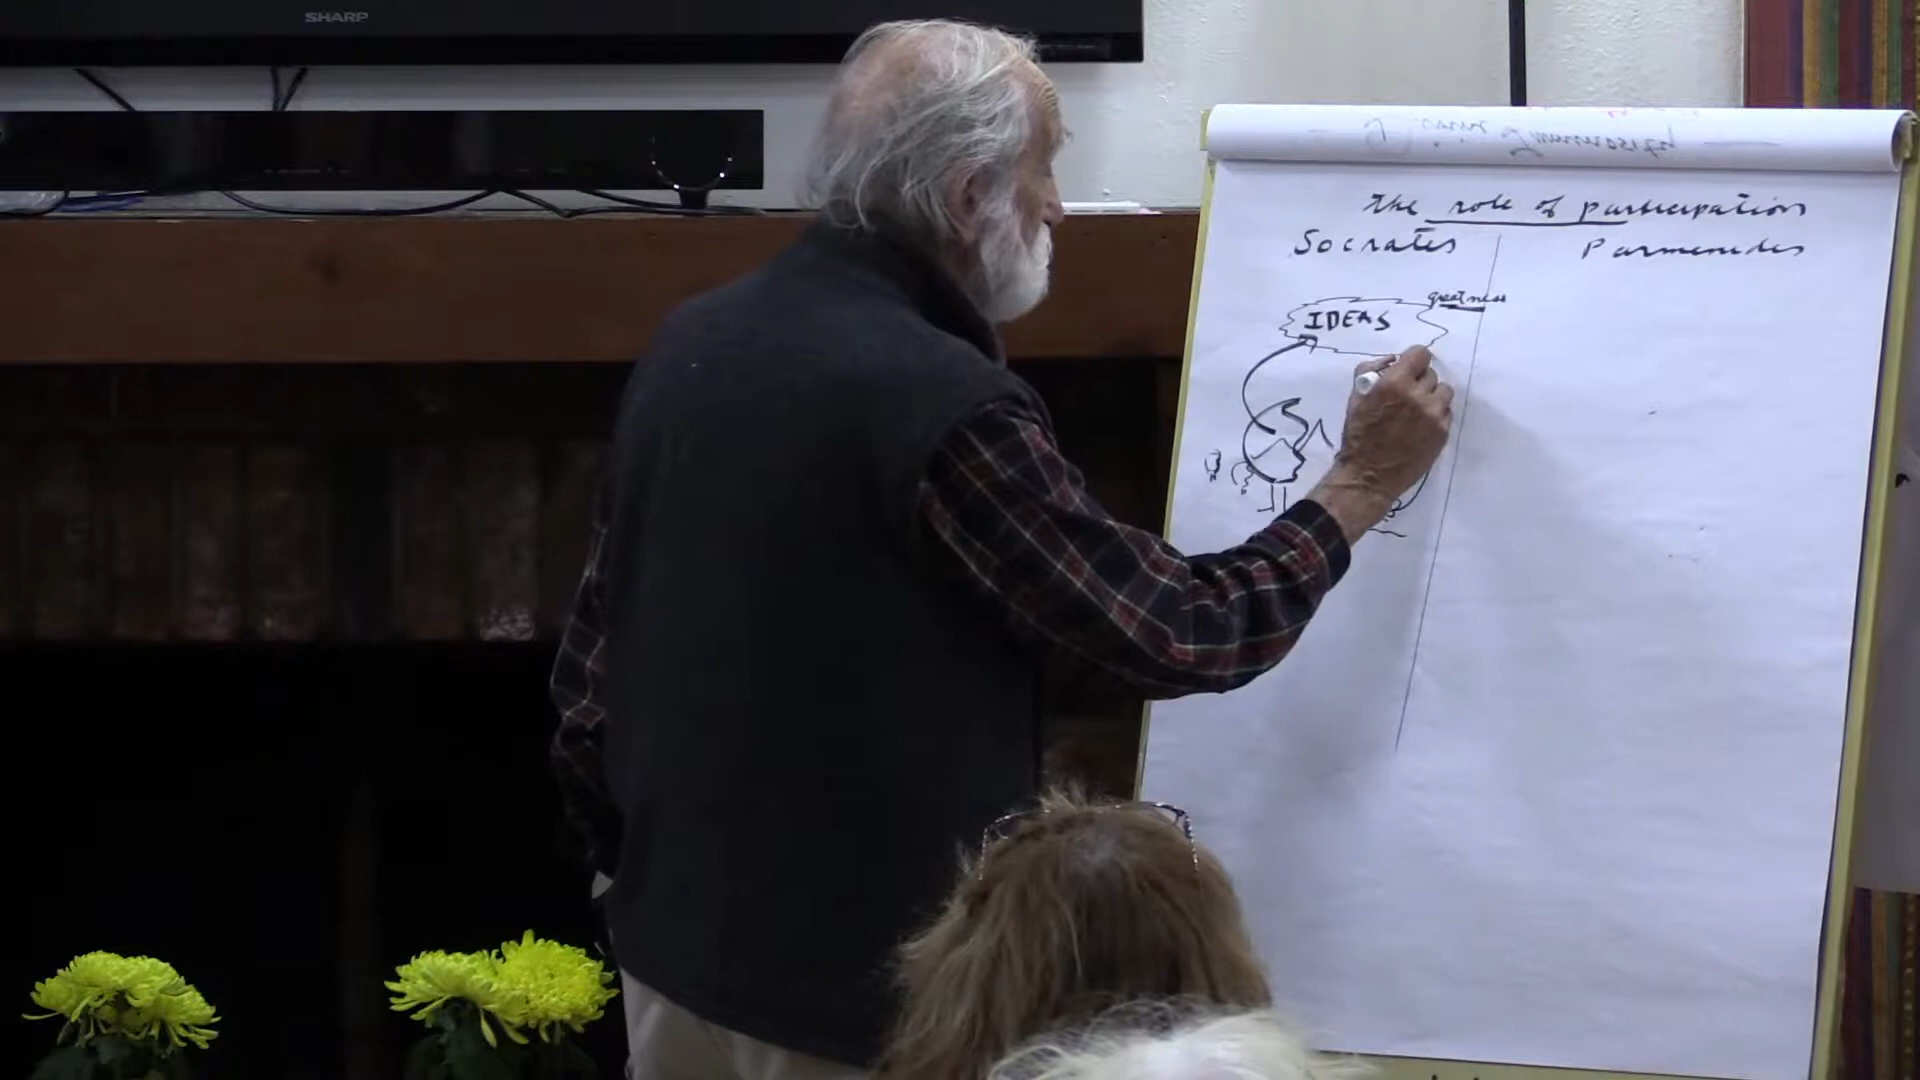 SHARP
the role of participation
Socrates
Parmenides
greatness
IDEAS